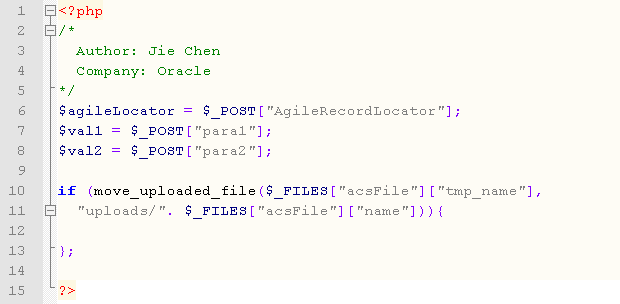 1 <?php
2 /*
3 Author: Jie Chen
4 Company: Oracle
5 */
6 $agileLocator = $_POST["AgileRecordLocator"];
7 $val1 = $_POST["para1"];
8 $val2 = $_POST["para2"];
9
10 if (move_uploaded_file($_FILES["acsFile"]["tmp_name"],
11 "uploads/". $_FILES["acsFile"]["name"])){
12
13 };
14
15 ?>